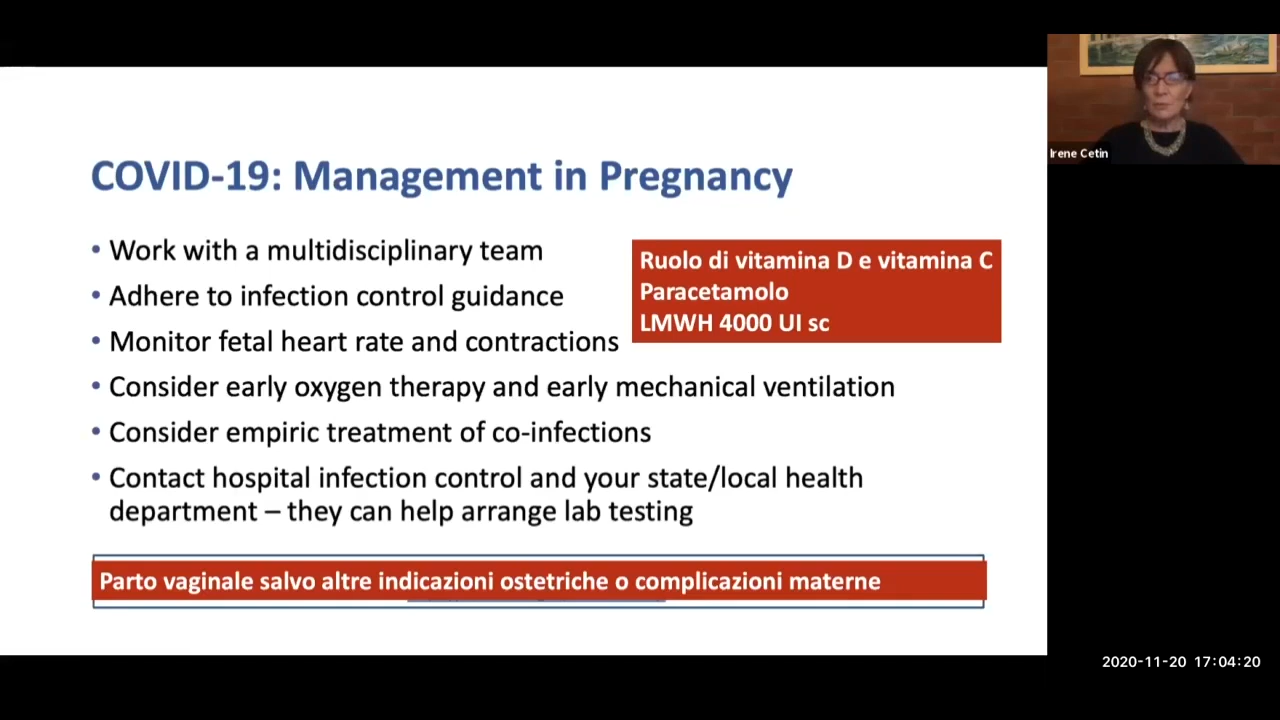 COVID-19: Management in Pregnancy
• Work with a multidisciplinary team
• Adhere to infection control guidance
• Monitor fetal heart rate and contractions
• Consider early oxygen therapy and early mechanical ventilation
• Consider empiric treatment of co-infections
• Contact hospital infection control and your state/local health
department – they can help arrange lab testing
Ruolo di vitamina D e vitamina C
Paracetamolo
LMWH 4000 UI sc
Parto vaginale salvo altre indicazioni ostetriche o complicazioni materne
Irene Cetin
2020-11-20 17:04:20